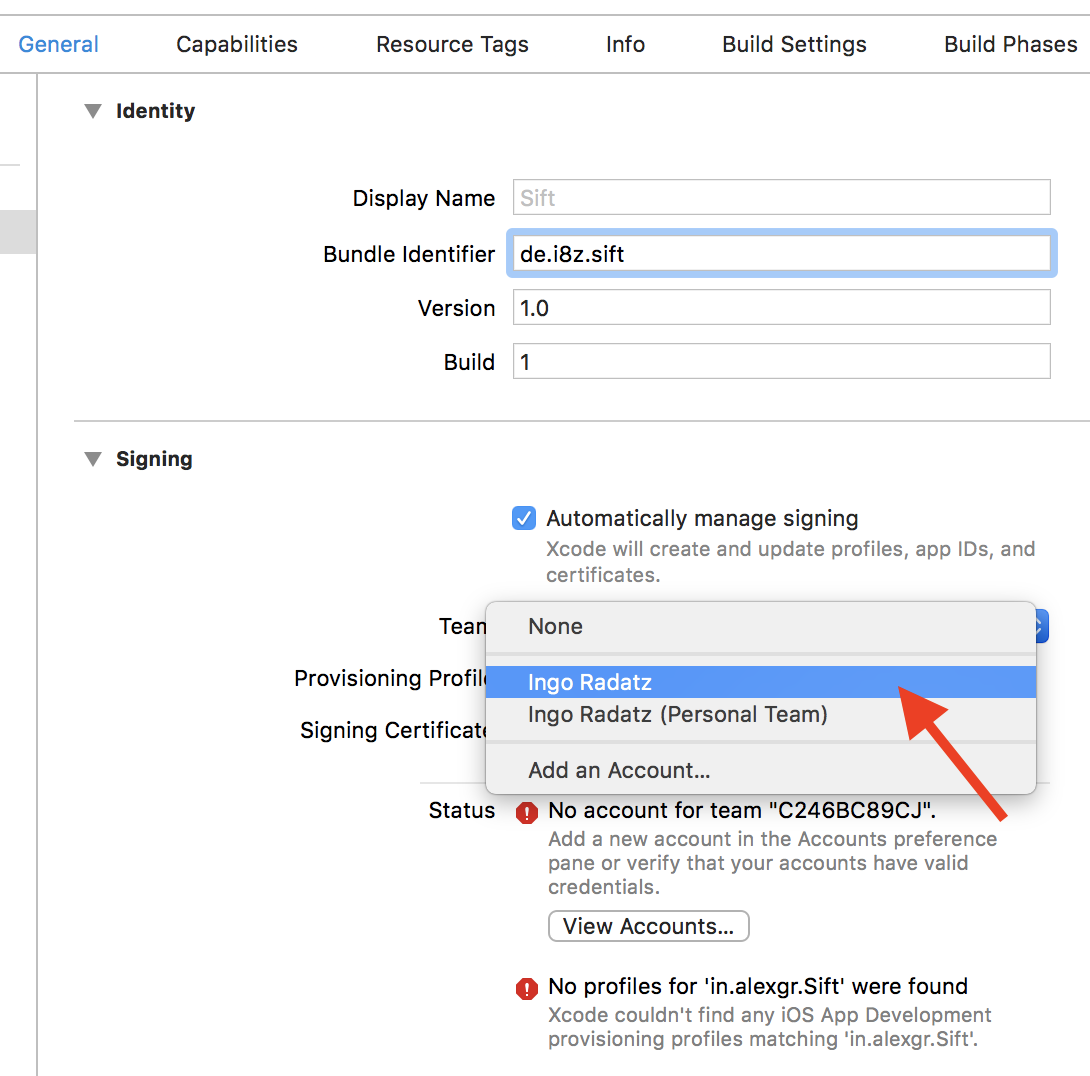 General Capabilities Resource Tags Info Build Settings Build Phases
Identity
Display Name Sift
Bundle Identifier de.i8z.sift
Version 1.0
Build 1
Signing
Automatically manage signing
Xcode will create and update profiles, app IDs, and
certificates.
Team None
Provisioning Profile Ingo Radatz
Ingo Radatz (Personal Team)
Signing Certificate
Add an Account...
Status No account for team "C246BC89CJ".
Add a new account in the Accounts preference
pane or verify that your accounts have valid
credentials.
View Accounts...
No profiles for 'in.alexgr.Sift' were found
Xcode couldn't find any iOS App Development
provisioning profiles matching 'in.alexgr.Sift'.